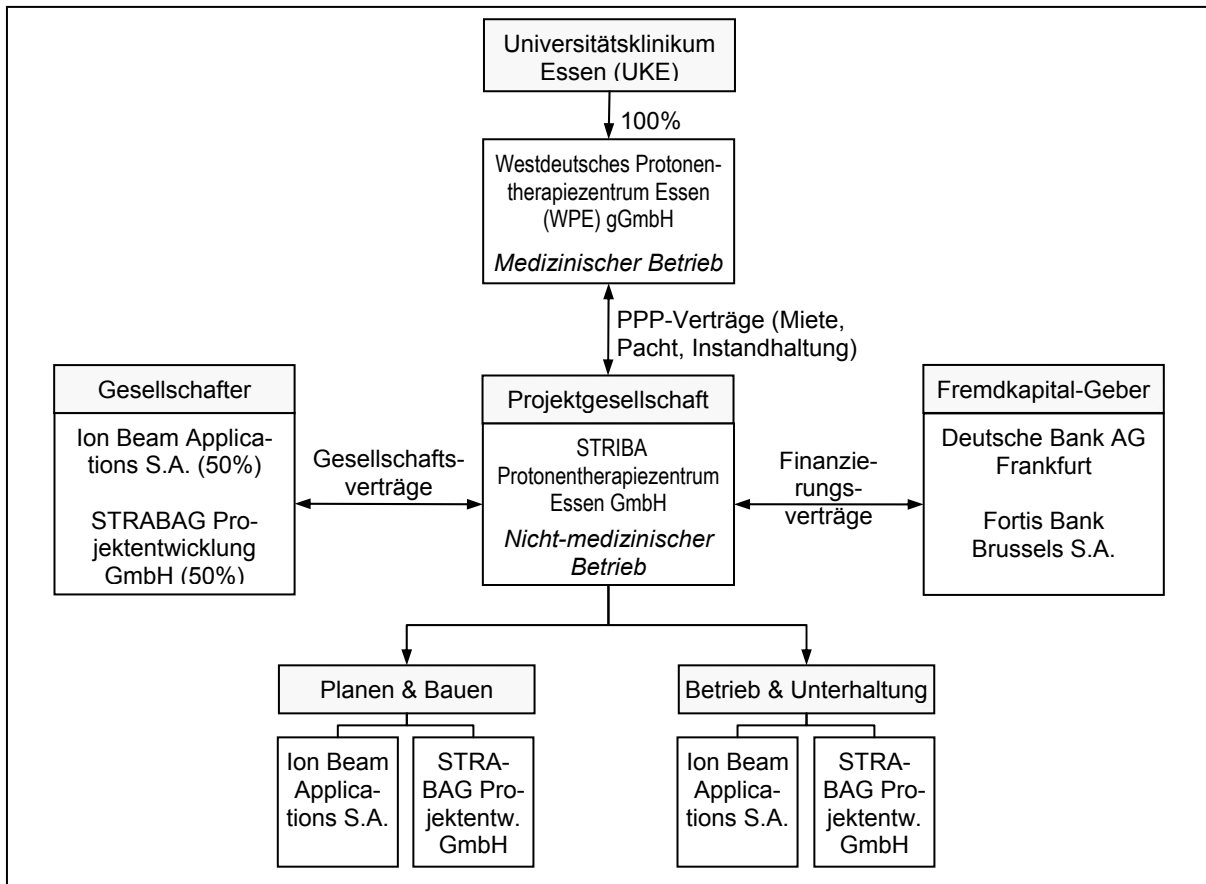 Universitätsklinikum
Essen (UKE)
100%
Westdeutsches Protonen-
therapiezentrum Essen
(WPE) gGmbH
Medizinischer Betrieb
PPP-Verträge (Miete,
Pacht, Instandhaltung)
Gesellschafter
Ion Beam Applica-
tions S.A. (50%)
STRABAG Pro-
jektentwicklung
GmbH (50%)
Gesellschafts-
verträge
Projektgesellschaft
STRIBA
Protonentherapiezentrum
Essen GmbH
Nicht-medizinischer
Betrieb
Finanzie-
rungs-
verträge
Fremdkapital-Geber
Deutsche Bank AG
Frankfurt
Fortis Bank
Brussels S.A.
Planen & Bauen
Ion Beam
Applica-
tions S.A.
STRA-
BAG Pro-
jektentw.
GmbH
Betrieb & Unterhaltung
Ion Beam
Applica-
tions S.A.
STRA-
BAG Pro-
jektentw.
GmbH